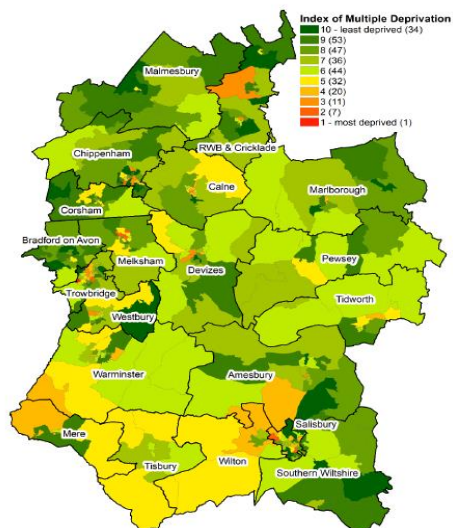 Index of Multiple Deprivation
10 - least deprived (34)
9 (53)
8 (47)
7 (36)
6 (44)
5 (32)
4 (20)
3 (11)
2 (7)
1 - most deprived (1)
Malmesbury
RWB & Cricklade
Chippenham
Calne
Marlborough
Corsham
Bradford on Avon
Melksham
Devizes
Pewsey
Trowbridge
Tidworth
Westbury
Warminster
Amesbury
Salisbury
Mere
Tisbury
Wilton
Southern Wiltshire